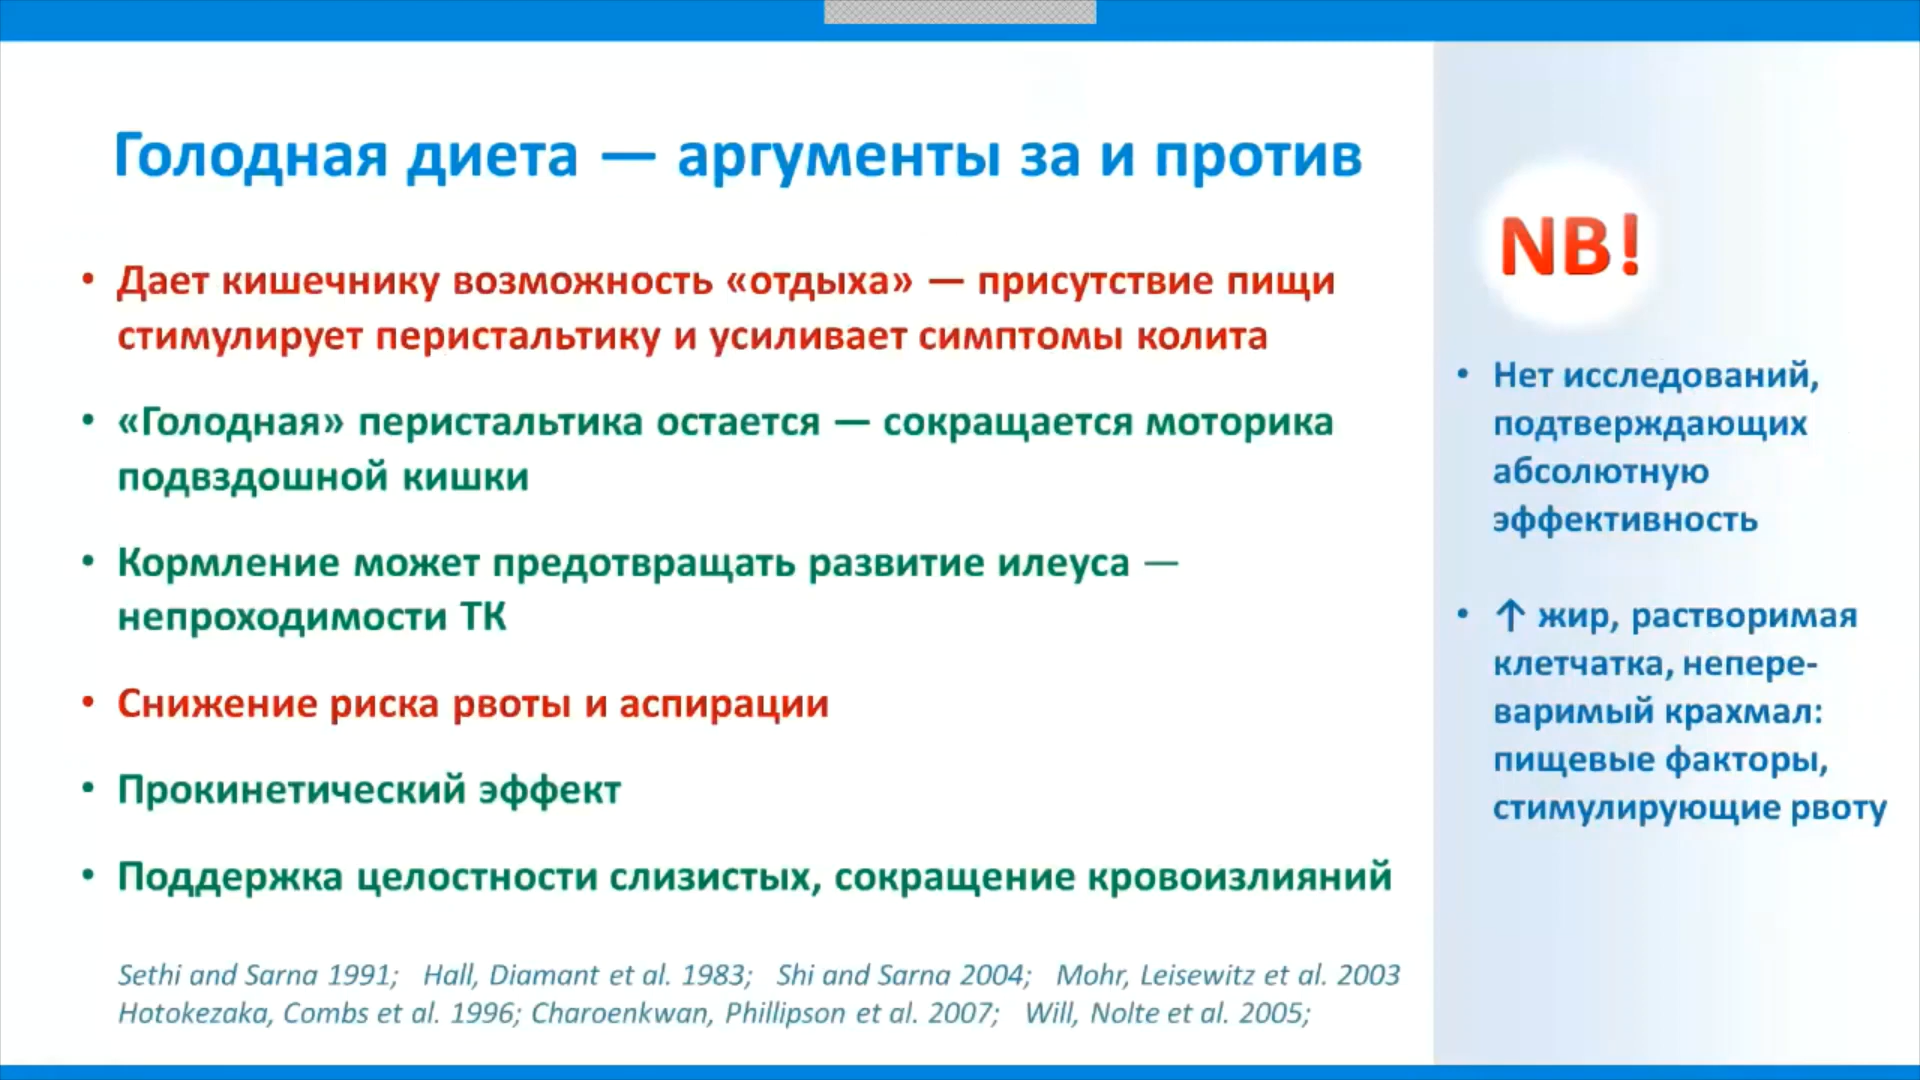 Голодная диета — аргументы за и против
• Дает кишечнику возможность «отдыха» — присутствие пищи
стимулирует перистальтику и усиливает симптомы колита
• «Голодная» перистальтика остается — сокращается моторика
подвздошной кишки
• Кормление может предотвращать развитие илеуса —
непроходимости ТК
• Снижение риска рвоты и аспирации
• Прокинетический эффект
• Поддержка целостности слизистых, сокращение кровоизлияний
Sethi and Sarna 1991; Hall, Diamant et al. 1983; Shi and Sarna 2004; Mohr, Leisewitz et al. 2003
Hotokezaka, Combs et al. 1996; Charoenkwan, Phillipson et al. 2007; Will, Nolte et al. 2005;
NB!
• Нет исследований,
подтверждающих
абсолютную
эффективность
• ↑ жир, растворимая
клетчатка, непере-
варимый крахмал:
пищевые факторы,
стимулирующие рвоту